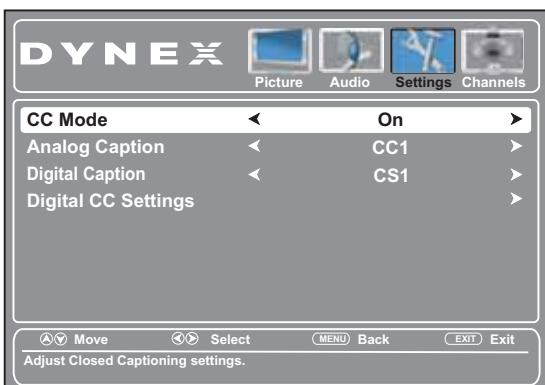 DYNEX
Picture Audio Settings Channels
CC Mode On
Analog Caption CC1
Digital Caption CS1
Digital CC Settings
Move Select MENU Back EXIT Exit
Adjust Closed Captioning settings.